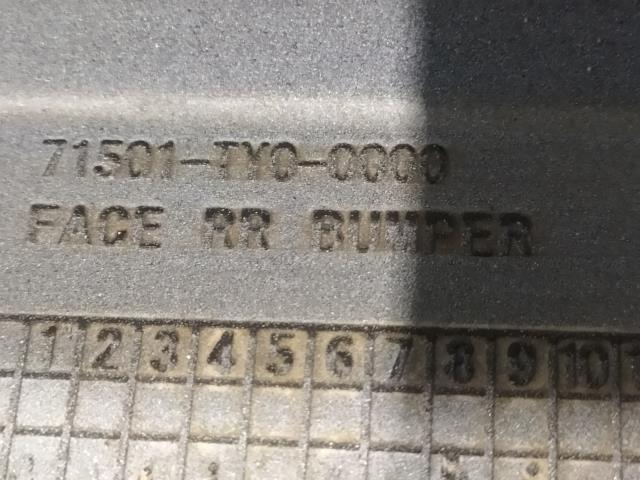 71501-TY0-0000
FACE RR BUMPER
1 2 3 4 5 6 7 8 9 10